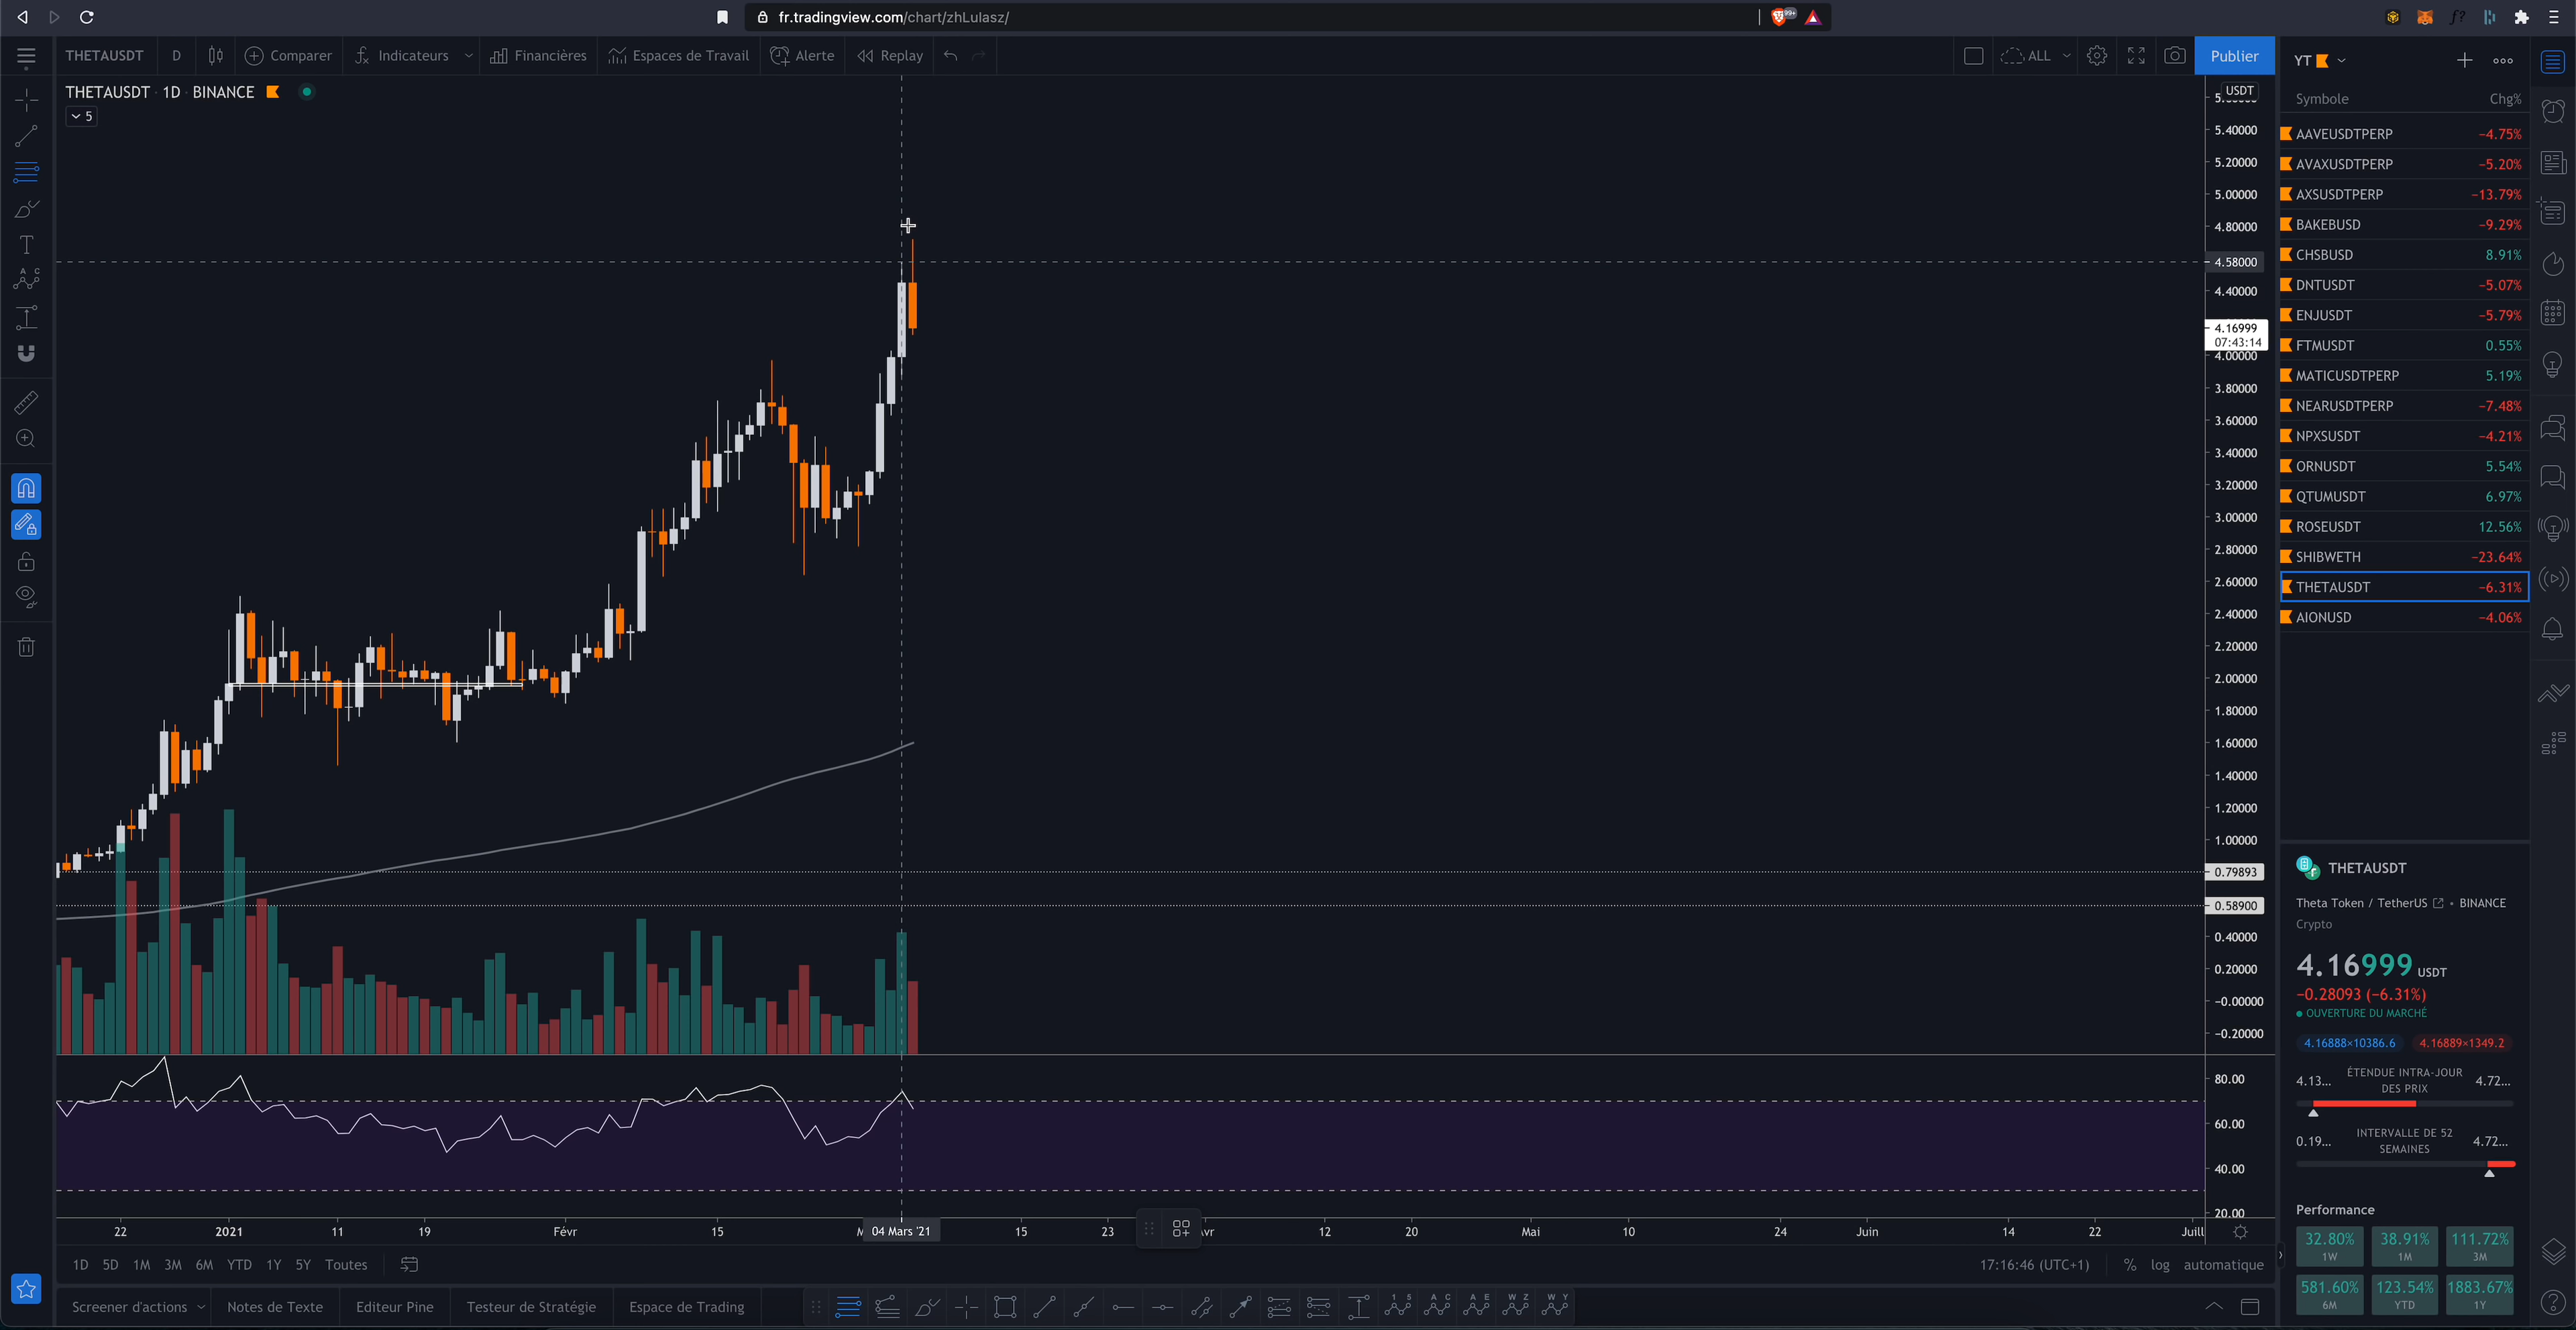 fr.tradingview.com/chart/zhLulasz/
99+
THETAUSDT D Comparer Indicateurs Financières Espaces de Travail Alerte Replay ALL Publier
THETAUSDT · 1D · BINANCE
5
USDT
5.40000
5.20000
5.00000
4.80000
4.58000
4.40000
4.16999
07:43:14
4.00000
3.80000
3.60000
3.40000
3.20000
3.00000
2.80000
2.60000
2.40000
2.20000
2.00000
1.80000
1.60000
1.40000
1.20000
1.00000
0.79893
0.58900
0.40000
0.20000
−0.00000
−0.20000
80.00
60.00
40.00
20.00
22 2021 11 19 Févr 15 04 Mars '21 15 23 12 20 Mai 10 24 Juin 14 22 Juil
1D 5D 1M 3M 6M YTD 1Y 5Y Toutes
17:16:46 (UTC+1) % log automatique
Screener d'actions Notes de Texte Editeur Pine Testeur de Stratégie Espace de Trading
YT
Symbole Chg%
AAVEUSDTPERP −4.75%
AVAXUSDTPERP −5.20%
AXSUSDTPERP −13.79%
BAKEBUSD −9.29%
CHSBUSD 8.91%
DNTUSDT −5.07%
ENJUSDT −5.79%
FTMUSDT 0.55%
MATICUSDTPERP 5.19%
NEARUSDTPERP −7.48%
NPXSUSDT −4.21%
ORNUSDT 5.54%
QTUMUSDT 6.97%
ROSEUSDT 12.56%
SHIBWETH −23.64%
THETAUSDT −6.31%
AIONUSD −4.06%
THETAUSDT
Theta Token / TetherUS • BINANCE
Crypto
4.16999 USDT
−0.28093 (−6.31%)
OUVERTURE DU MARCHÉ
4.16888×10386.6 4.16889×1349.2
4.13... ÉTENDUE INTRA-JOUR DES PRIX 4.72...
0.19... INTERVALLE DE 52 SEMAINES 4.72...
Performance
32.80% 38.91% 111.72%
1W 1M 3M
581.60% 123.54% 1883.67%
6M YTD 1Y